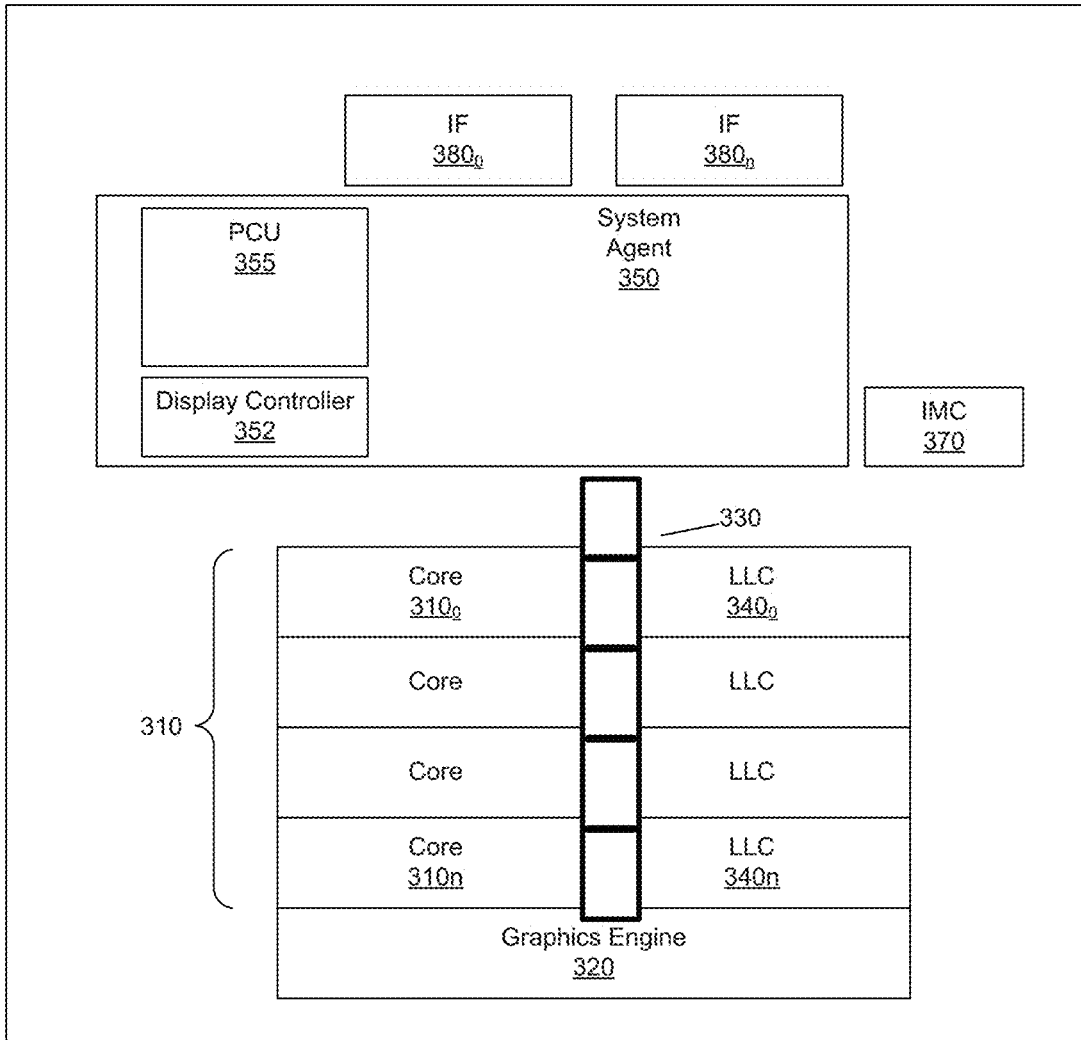 IF
380₀
IF
380ₙ
PCU
355
System
Agent
350
Display Controller
352
IMC
370
330
Core
310₀
LLC
340₀
Core
LLC
310
Core
LLC
Core
310n
LLC
340n
Graphics Engine
320